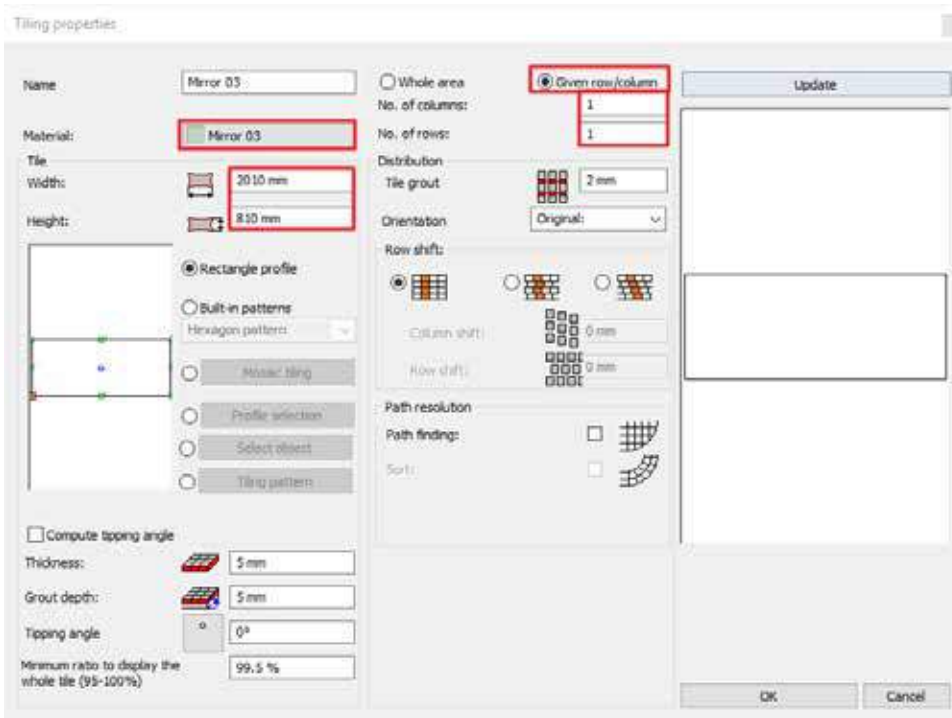 Tiling properties
Name
Mirror 03
Material:
Mirror 03
Tile
Width:
2010 mm
Height:
810 mm
Rectangle profile
Built-in patterns
Hexagon pattern
Mosaic tiling
Profile selection
Select object
Tiling pattern
Compute tipping angle
Thickness:
5 mm
Grout depth:
5 mm
Tipping angle
0°
Minimum ratio to display the
whole tile (95-100%)
99.5 %
Whole area
Given row/column
No. of columns:
1
No. of rows:
1
Distribution
Tile grout
2 mm
Orientation
Original:
Row shift:
Column shift:
0 mm
Row shift:
0 mm
Path resolution
Path finding:
Sort:
Update
OK
Cancel